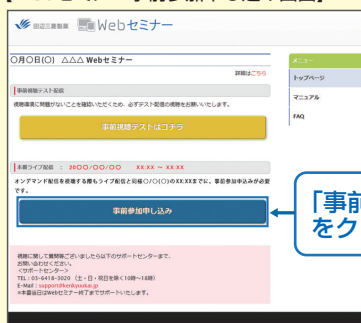 田辺三菱製薬 Webセミナー
〇月〇日(〇) △△△ Webセミナー
詳細はこちら
事前視聴テスト配信
視聴環境に問題がないことを確認いただくため、必ずテスト配信の視聴をお願いいたします。
事前視聴テストはコチラ
本番ライブ配信 : 20〇〇/〇〇/〇〇 XX:XX ～ XX:XX
オンデマンド配信を視聴する際もライブ配信と同様〇/〇(〇)のXX:XXまでに、事前参加申込みが必要
です。
事前参加申し込み
視聴に関して質問等ございましたら以下のサポートセンターまで、
お問い合わせください。
<サポートセンター>
TEL：03-6418-3020 （土・日・祝日を除く10時～18時）
E-Mail：support@kenkyuukai.jp
※本番当日はWebセミナー終了までサポートいたします。
メニュー
トップページ
マニュアル
FAQ
「事前
をク